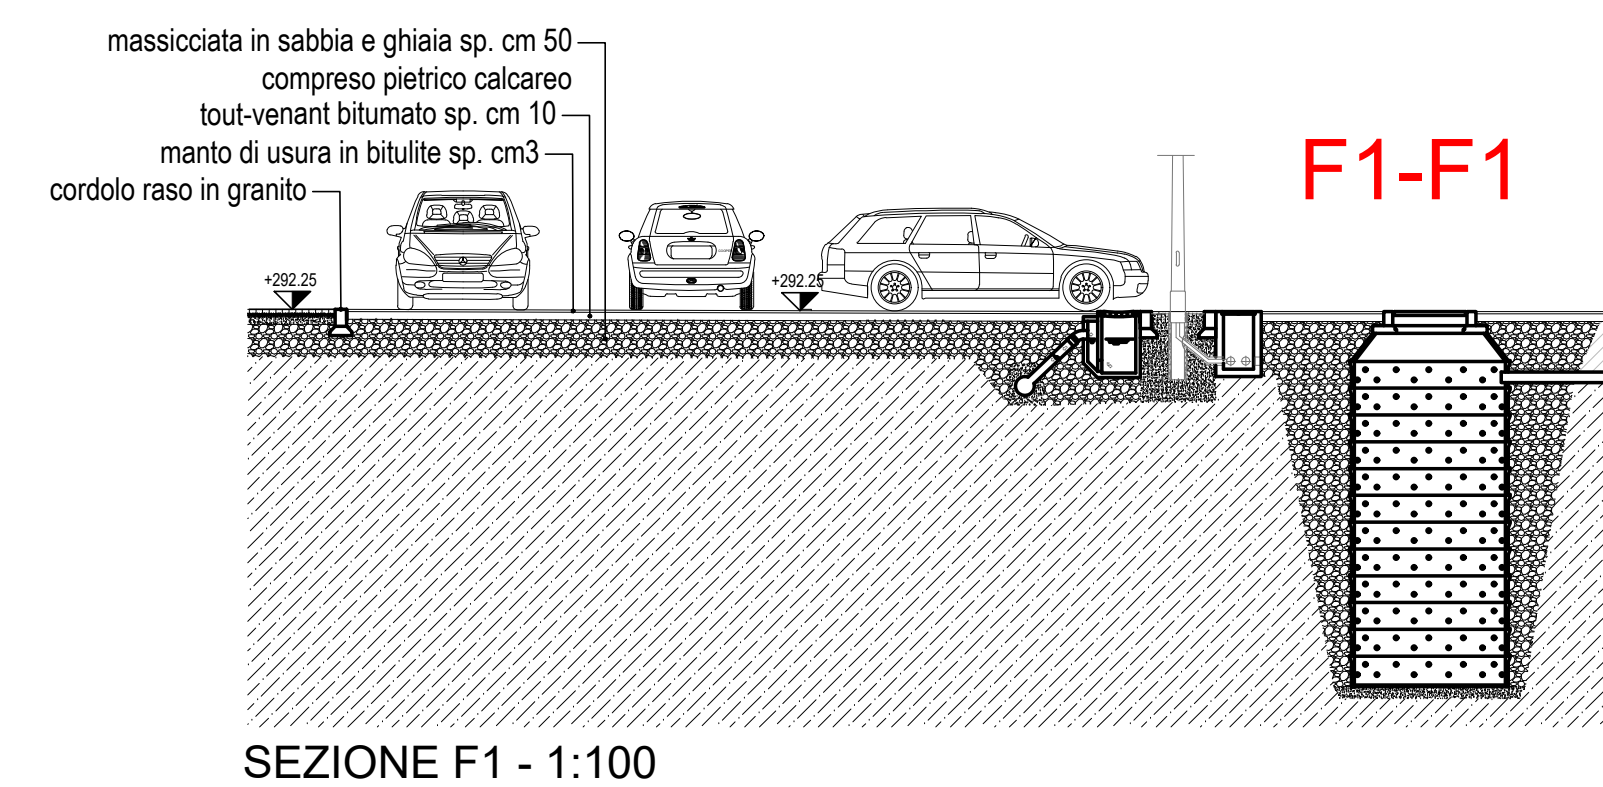 massicciata in sabbia e ghiaia sp. cm 50
compreso pietrico calcareo
tout-venant bitumato sp. cm 10
manto di usura in bitulite sp. cm3
cordolo raso in granito
F1-F1
+292.25
+292.25
SEZIONE F1 - 1:100